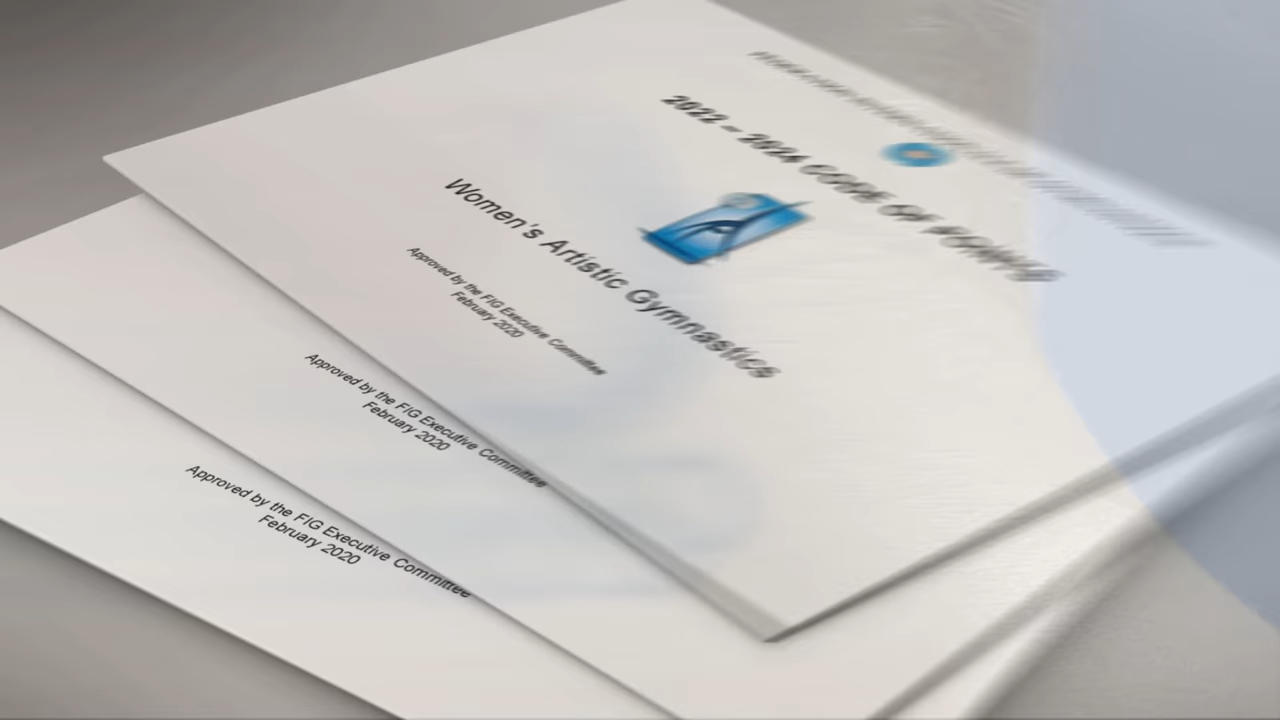 2022 – 2024 CODE OF POINTS
Women's Artistic Gymnastics
Approved by the FIG Executive Committee
February 2020
Approved by the FIG Executive Committee
February 2020
Approved by the FIG Executive Committee
February 2020